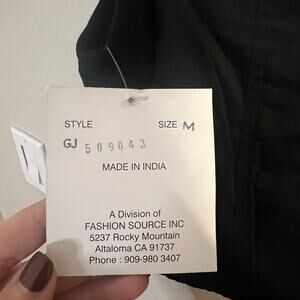 STYLE SIZE M
GJ 509043
MADE IN INDIA
A Division of
FASHION SOURCE INC
5237 Rocky Mountain
Altaloma CA 91737
Phone : 909-980 3407